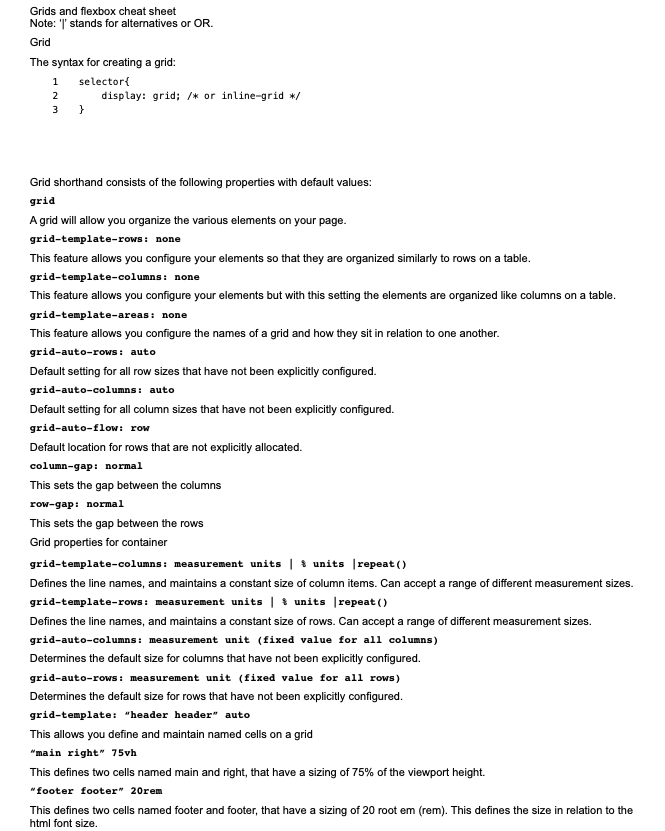 Grids and flexbox cheat sheet
Note: '|' stands for alternatives or OR.
Grid
The syntax for creating a grid:
1 selector{
2 display: grid; /* or inline-grid */
3 }
Grid shorthand consists of the following properties with default values:
grid
A grid will allow you organize the various elements on your page.
grid-template-rows: none
This feature allows you configure your elements so that they are organized similarly to rows on a table.
grid-template-columns: none
This feature allows you configure your elements but with this setting the elements are organized like columns on a table.
grid-template-areas: none
This feature allows you configure the names of a grid and how they sit in relation to one another.
grid-auto-rows: auto
Default setting for all row sizes that have not been explicitly configured.
grid-auto-columns: auto
Default setting for all column sizes that have not been explicitly configured.
grid-auto-flow: row
Default location for rows that are not explicitly allocated.
column-gap: normal
This sets the gap between the columns
row-gap: normal
This sets the gap between the rows
Grid properties for container
grid-template-columns: measurement units | % units |repeat()
Defines the line names, and maintains a constant size of column items. Can accept a range of different measurement sizes.
grid-template-rows: measurement units | % units |repeat()
Defines the line names, and maintains a constant size of rows. Can accept a range of different measurement sizes.
grid-auto-columns: measurement unit (fixed value for all columns)
Determines the default size for columns that have not been explicitly configured.
grid-auto-rows: measurement unit (fixed value for all rows)
Determines the default size for rows that have not been explicitly configured.
grid-template: “header header” auto
This allows you define and maintain named cells on a grid
“main right” 75vh
This defines two cells named main and right, that have a sizing of 75% of the viewport height.
“footer footer” 20rem
This defines two cells named footer and footer, that have a sizing of 20 root em (rem). This defines the size in relation to the
html font size.